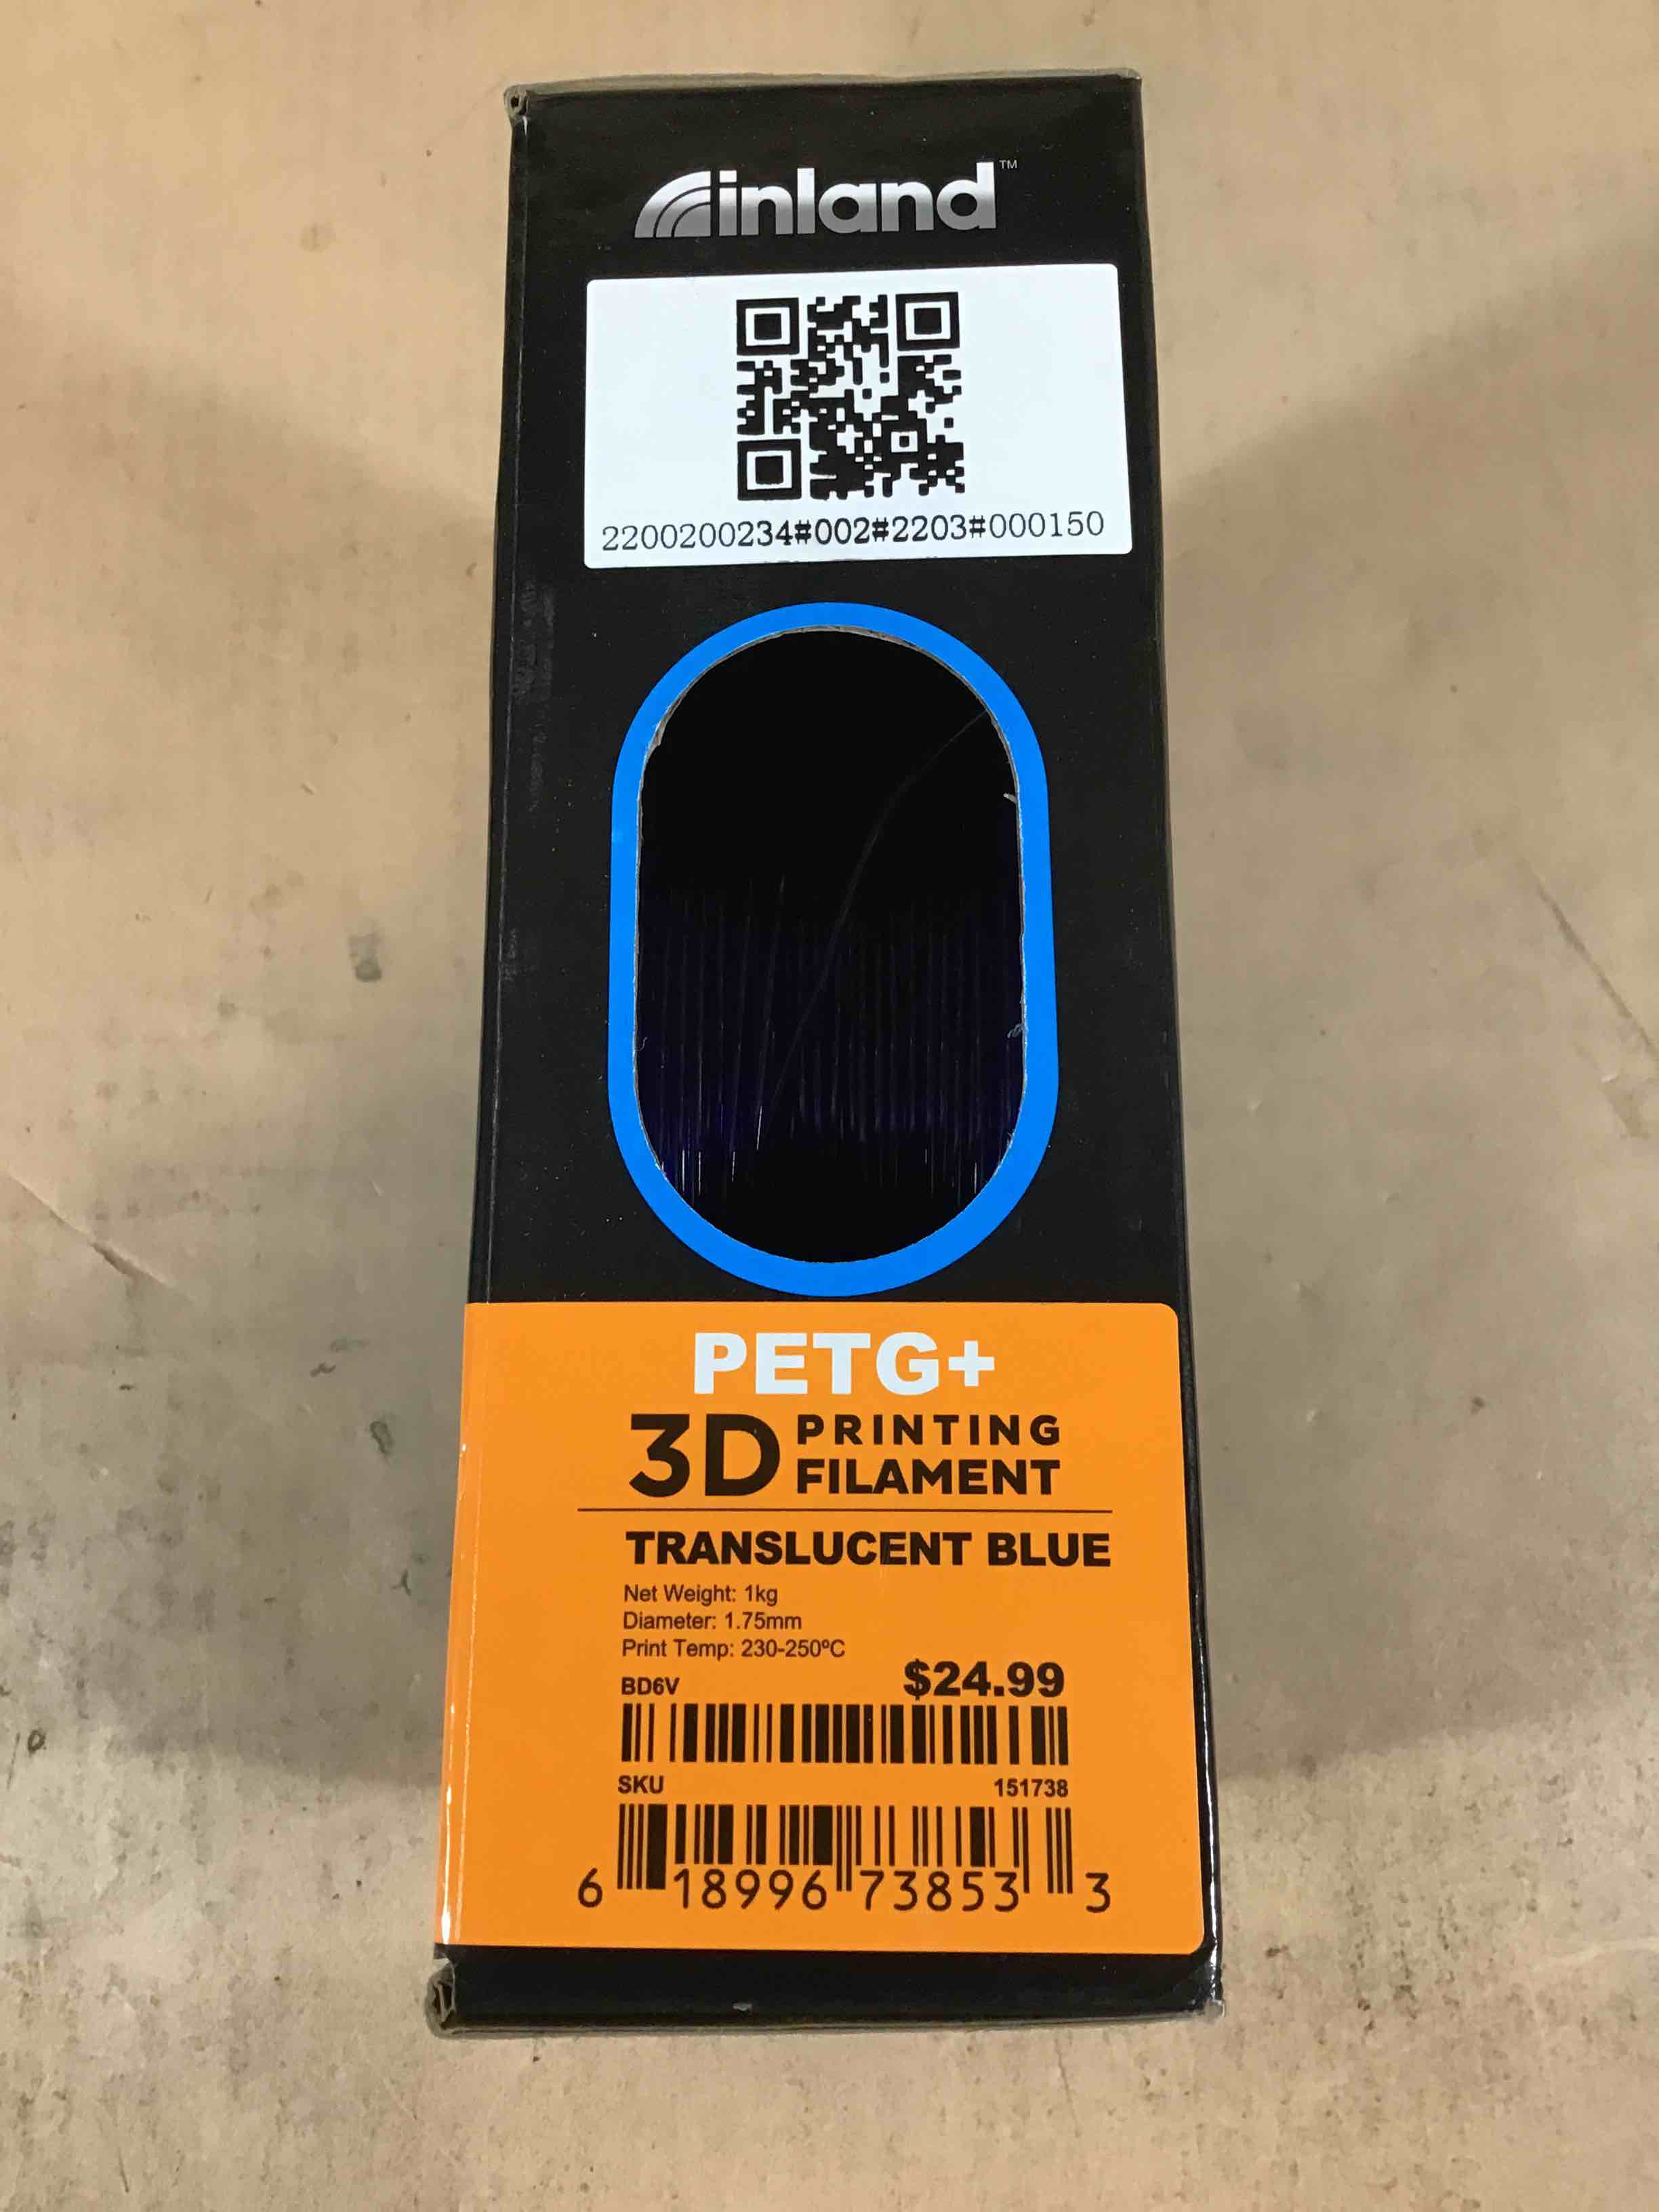 inland™
2200200234#002#2203#000150
PETG+
3D PRINTING
FILAMENT
TRANSLUCENT BLUE
Net Weight: 1kg
Diameter: 1.75mm
Print Temp: 230-250ºC
BD6V $24.99
SKU 151738
6 18996 73853 3